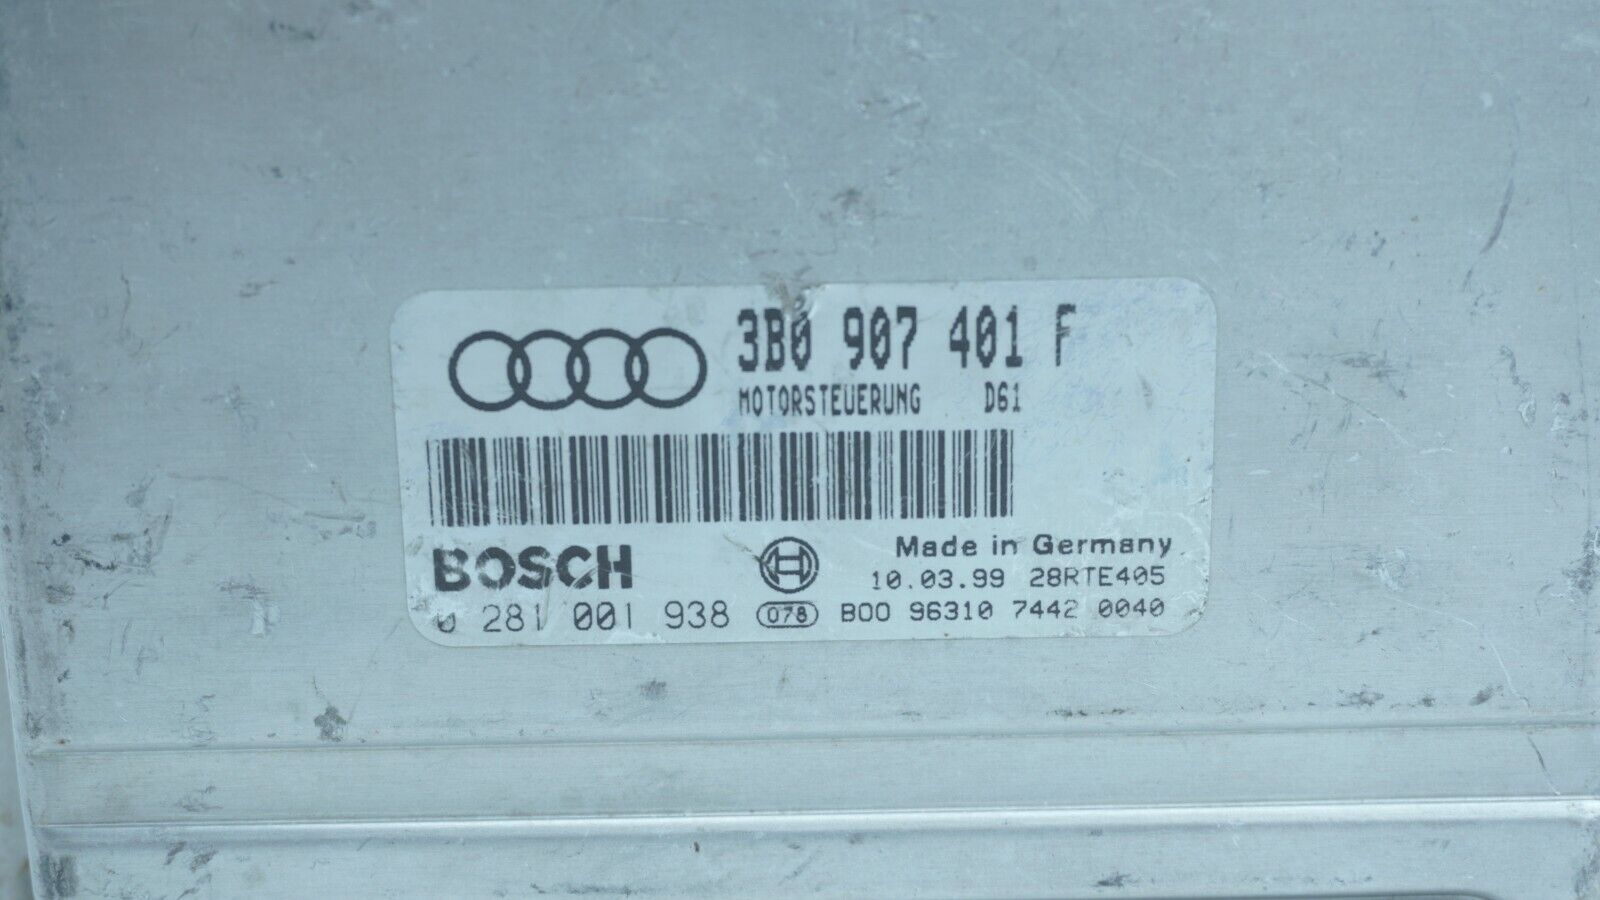 3B0 907 401 F
MOTORSTEUERUNG D61
BOSCH
Made in Germany
10.03.99 28RTE405
0 281 001 938 078 B00 96310 7442 0040